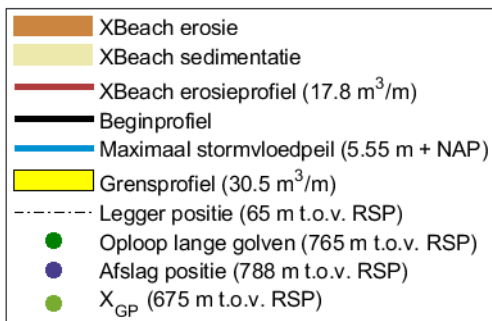 XBeach erosie
XBeach sedimentatie
XBeach erosieprofiel (17.8 m³/m)
Beginprofiel
Maximaal stormvloedpeil (5.55 m + NAP)
Grensprofiel (30.5 m³/m)
Legger positie (65 m t.o.v. RSP)
Oploop lange golven (765 m t.o.v. RSP)
Afslag positie (788 m t.o.v. RSP)
X_GP (675 m t.o.v. RSP)